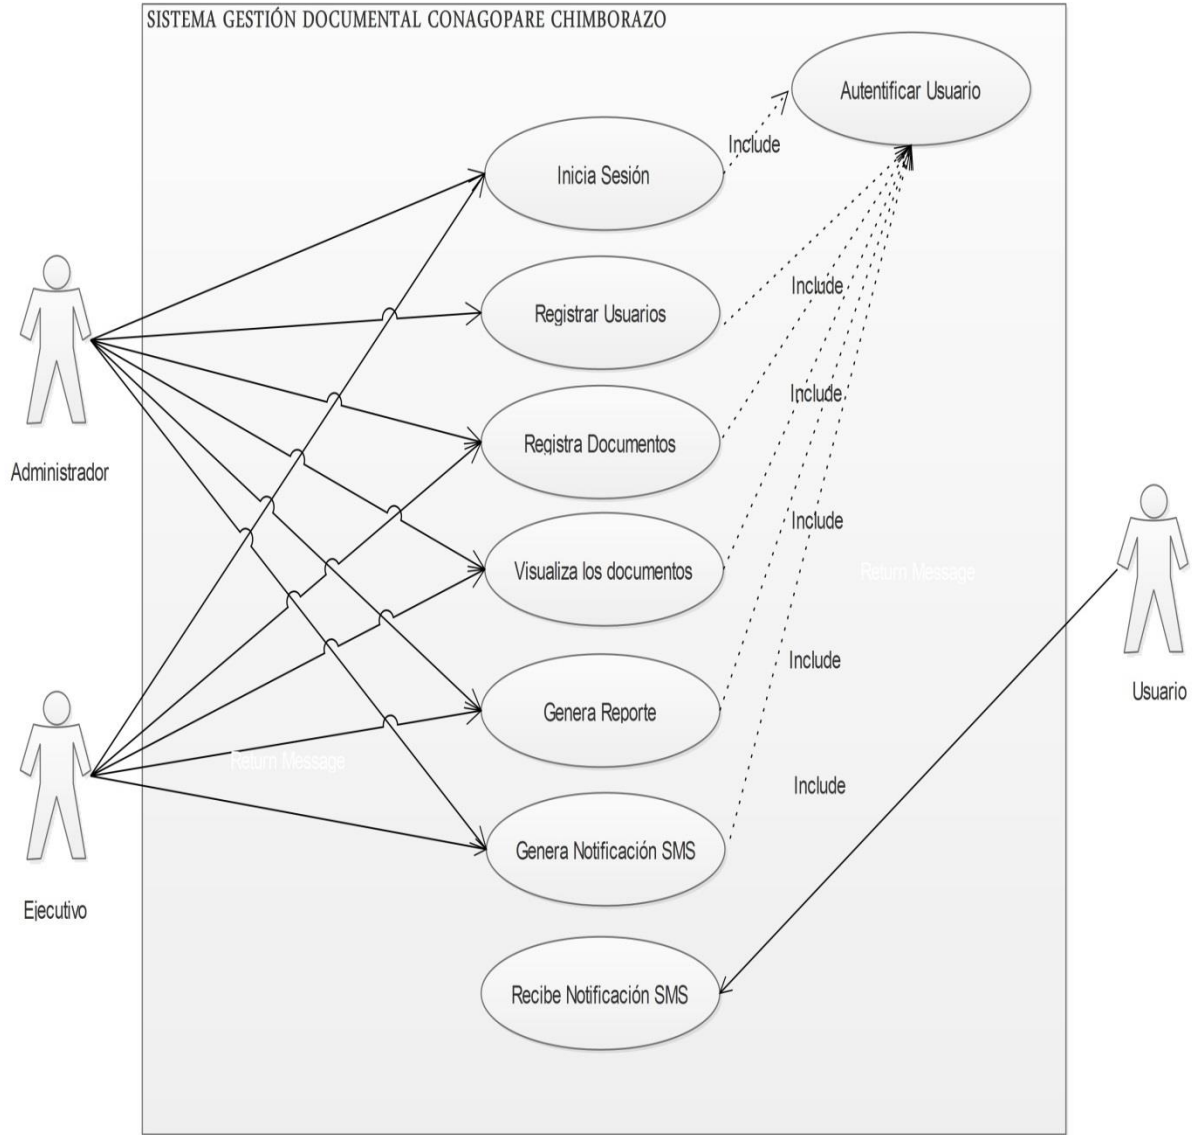 SISTEMA GESTIÓN DOCUMENTAL CONAGOPARE CHIMBORAZO
Autentificar Usuario
Include
Inicia Sesión
Include
Registrar Usuarios
Include
Registra Documentos
Administrador
Include
Visualiza los documentos
Return Message
Include
Usuario
Genera Reporte
Return Message
Include
Genera Notificación SMS
Ejecutivo
Recibe Notificación SMS